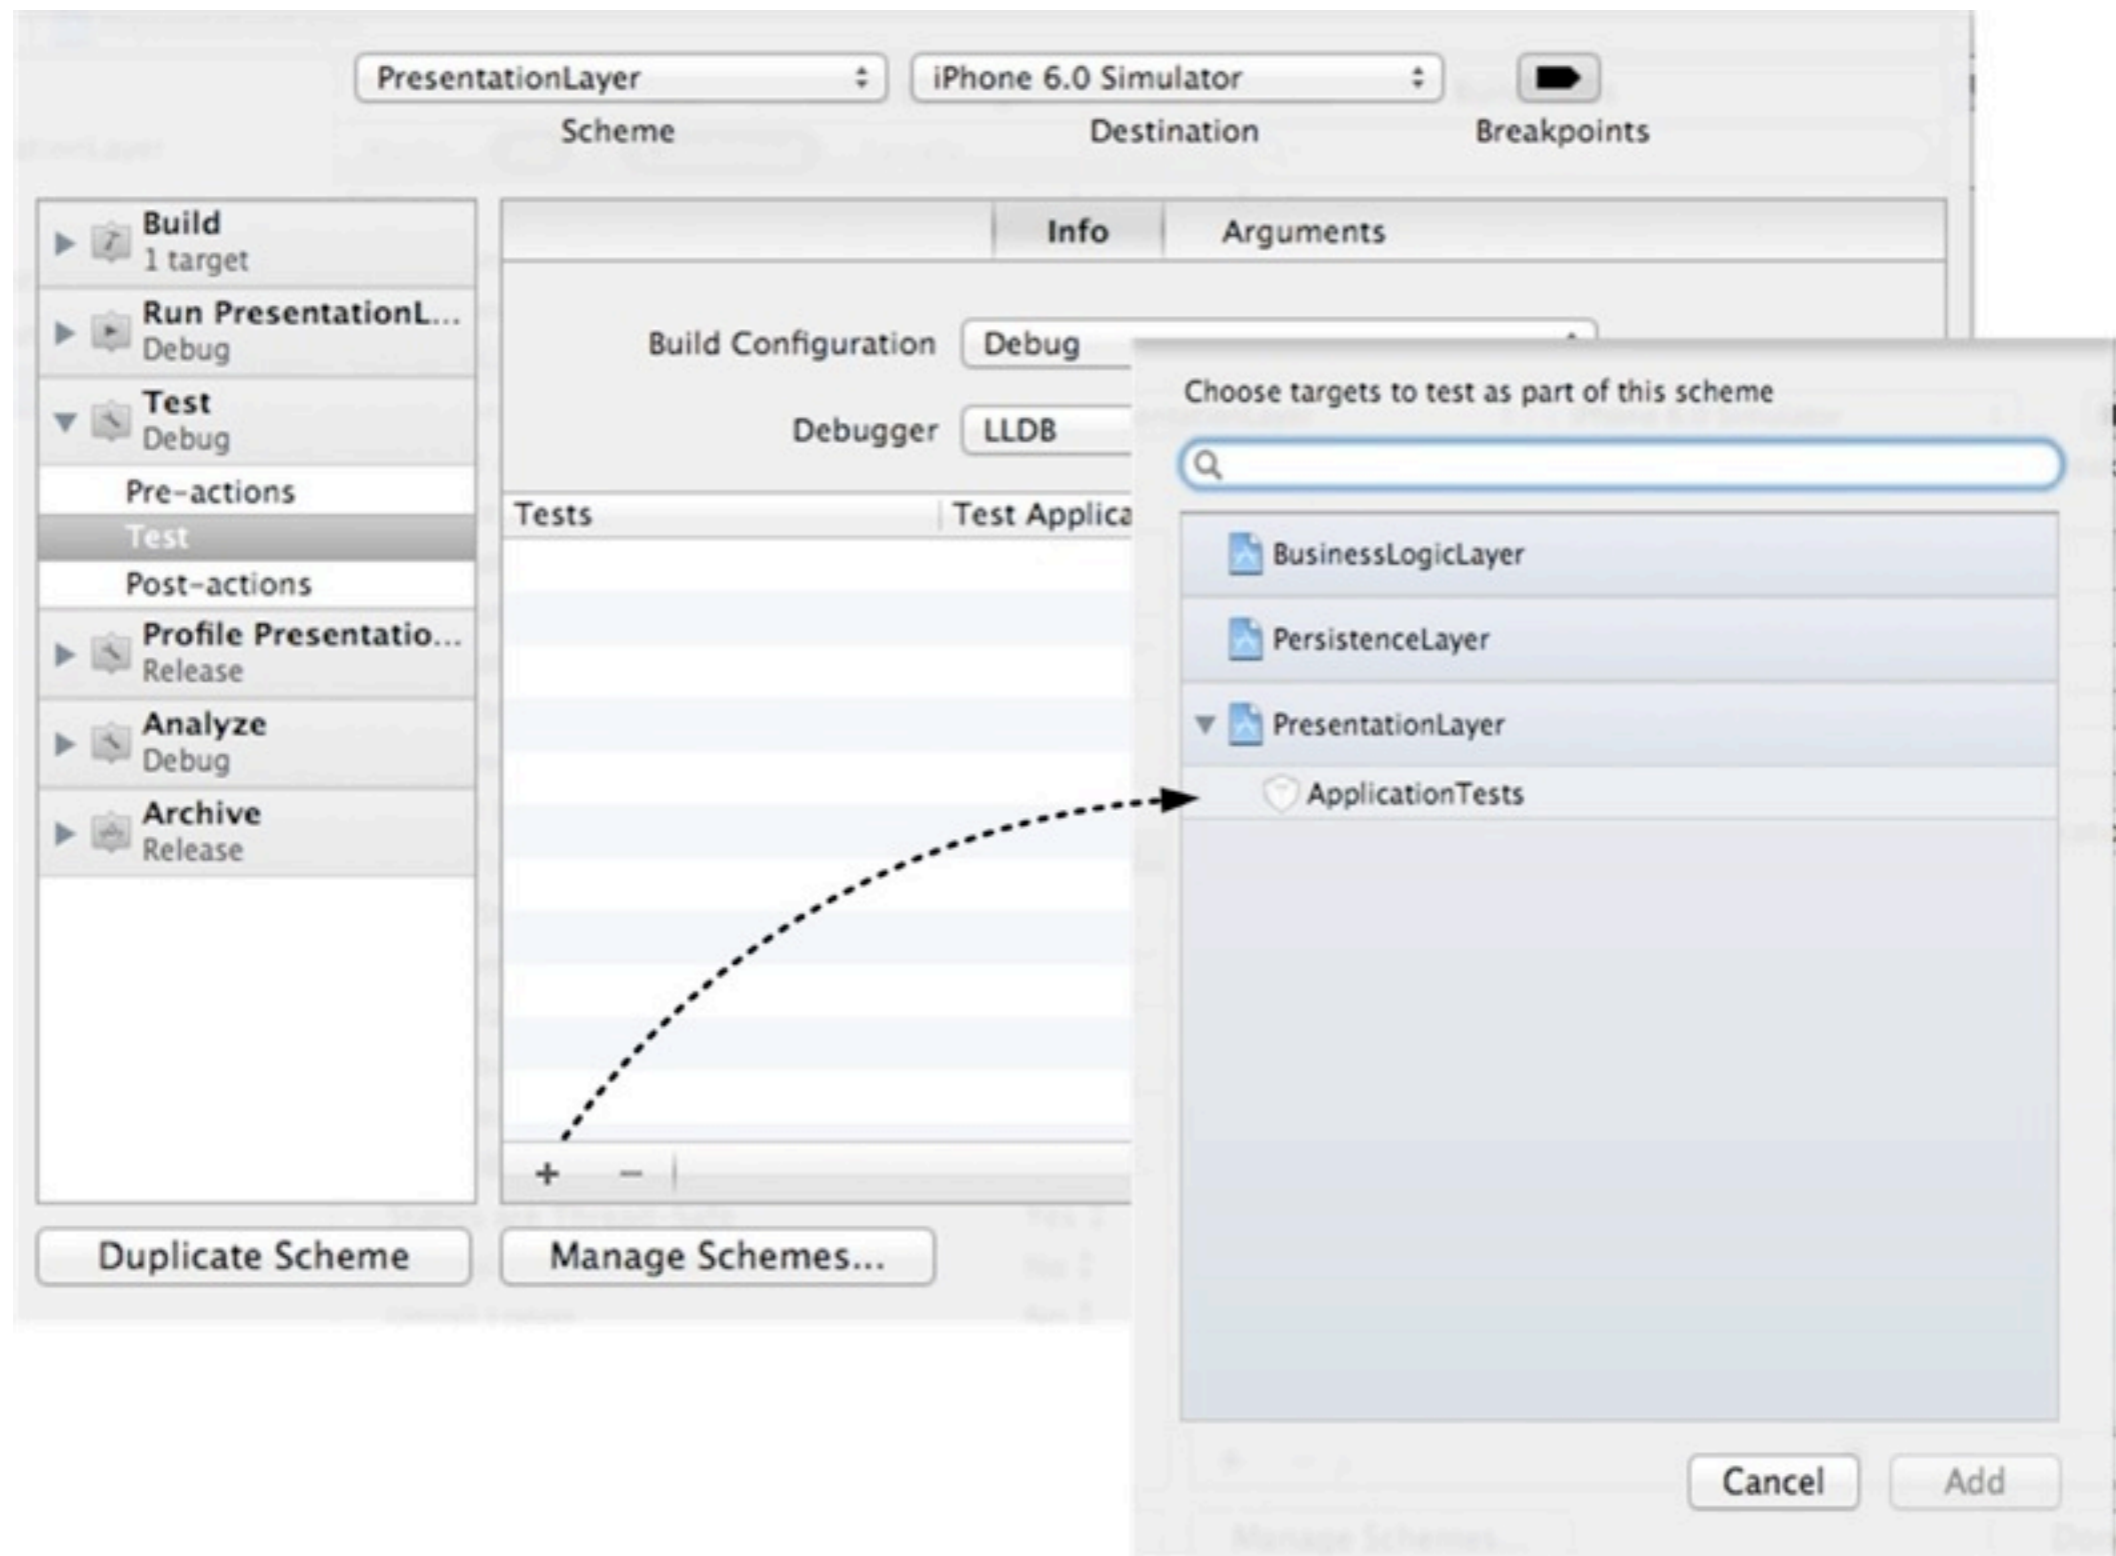 PresentationLayer
iPhone 6.0 Simulator
Scheme
Destination
Breakpoints
Build
1 target
Run PresentationL...
Debug
Test
Debug
Pre-actions
Test
Post-actions
Profile Presentatio...
Release
Analyze
Debug
Archive
Release
Info
Arguments
Build Configuration
Debug
Debugger
LLDB
Tests
Test Applica
+
-
Duplicate Scheme
Manage Schemes...
Choose targets to test as part of this scheme
BusinessLogicLayer
PersistenceLayer
PresentationLayer
ApplicationTests
Cancel
Add
Manage Schemes...